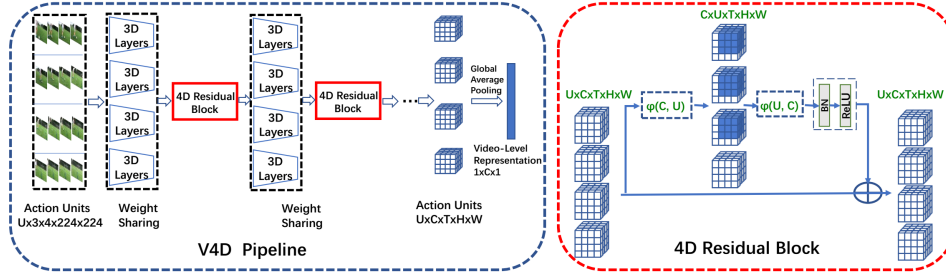 3D
Layers
3D
Layers
3D
Layers
3D
Layers
4D Residual
Block
3D
Layers
3D
Layers
3D
Layers
3D
Layers
4D Residual
Block
Global
Average
Pooling
Video-Level
Representation
1xCx1
Action Units
Ux3x4x224x224
Weight
Sharing
Weight
Sharing
Action Units
UxCxTxHxW
V4D Pipeline
CxUxTxHxW
UxCxTxHxW
φ(C, U)
φ(U, C)
BN
ReLU
UxCxTxHxW
4D Residual Block